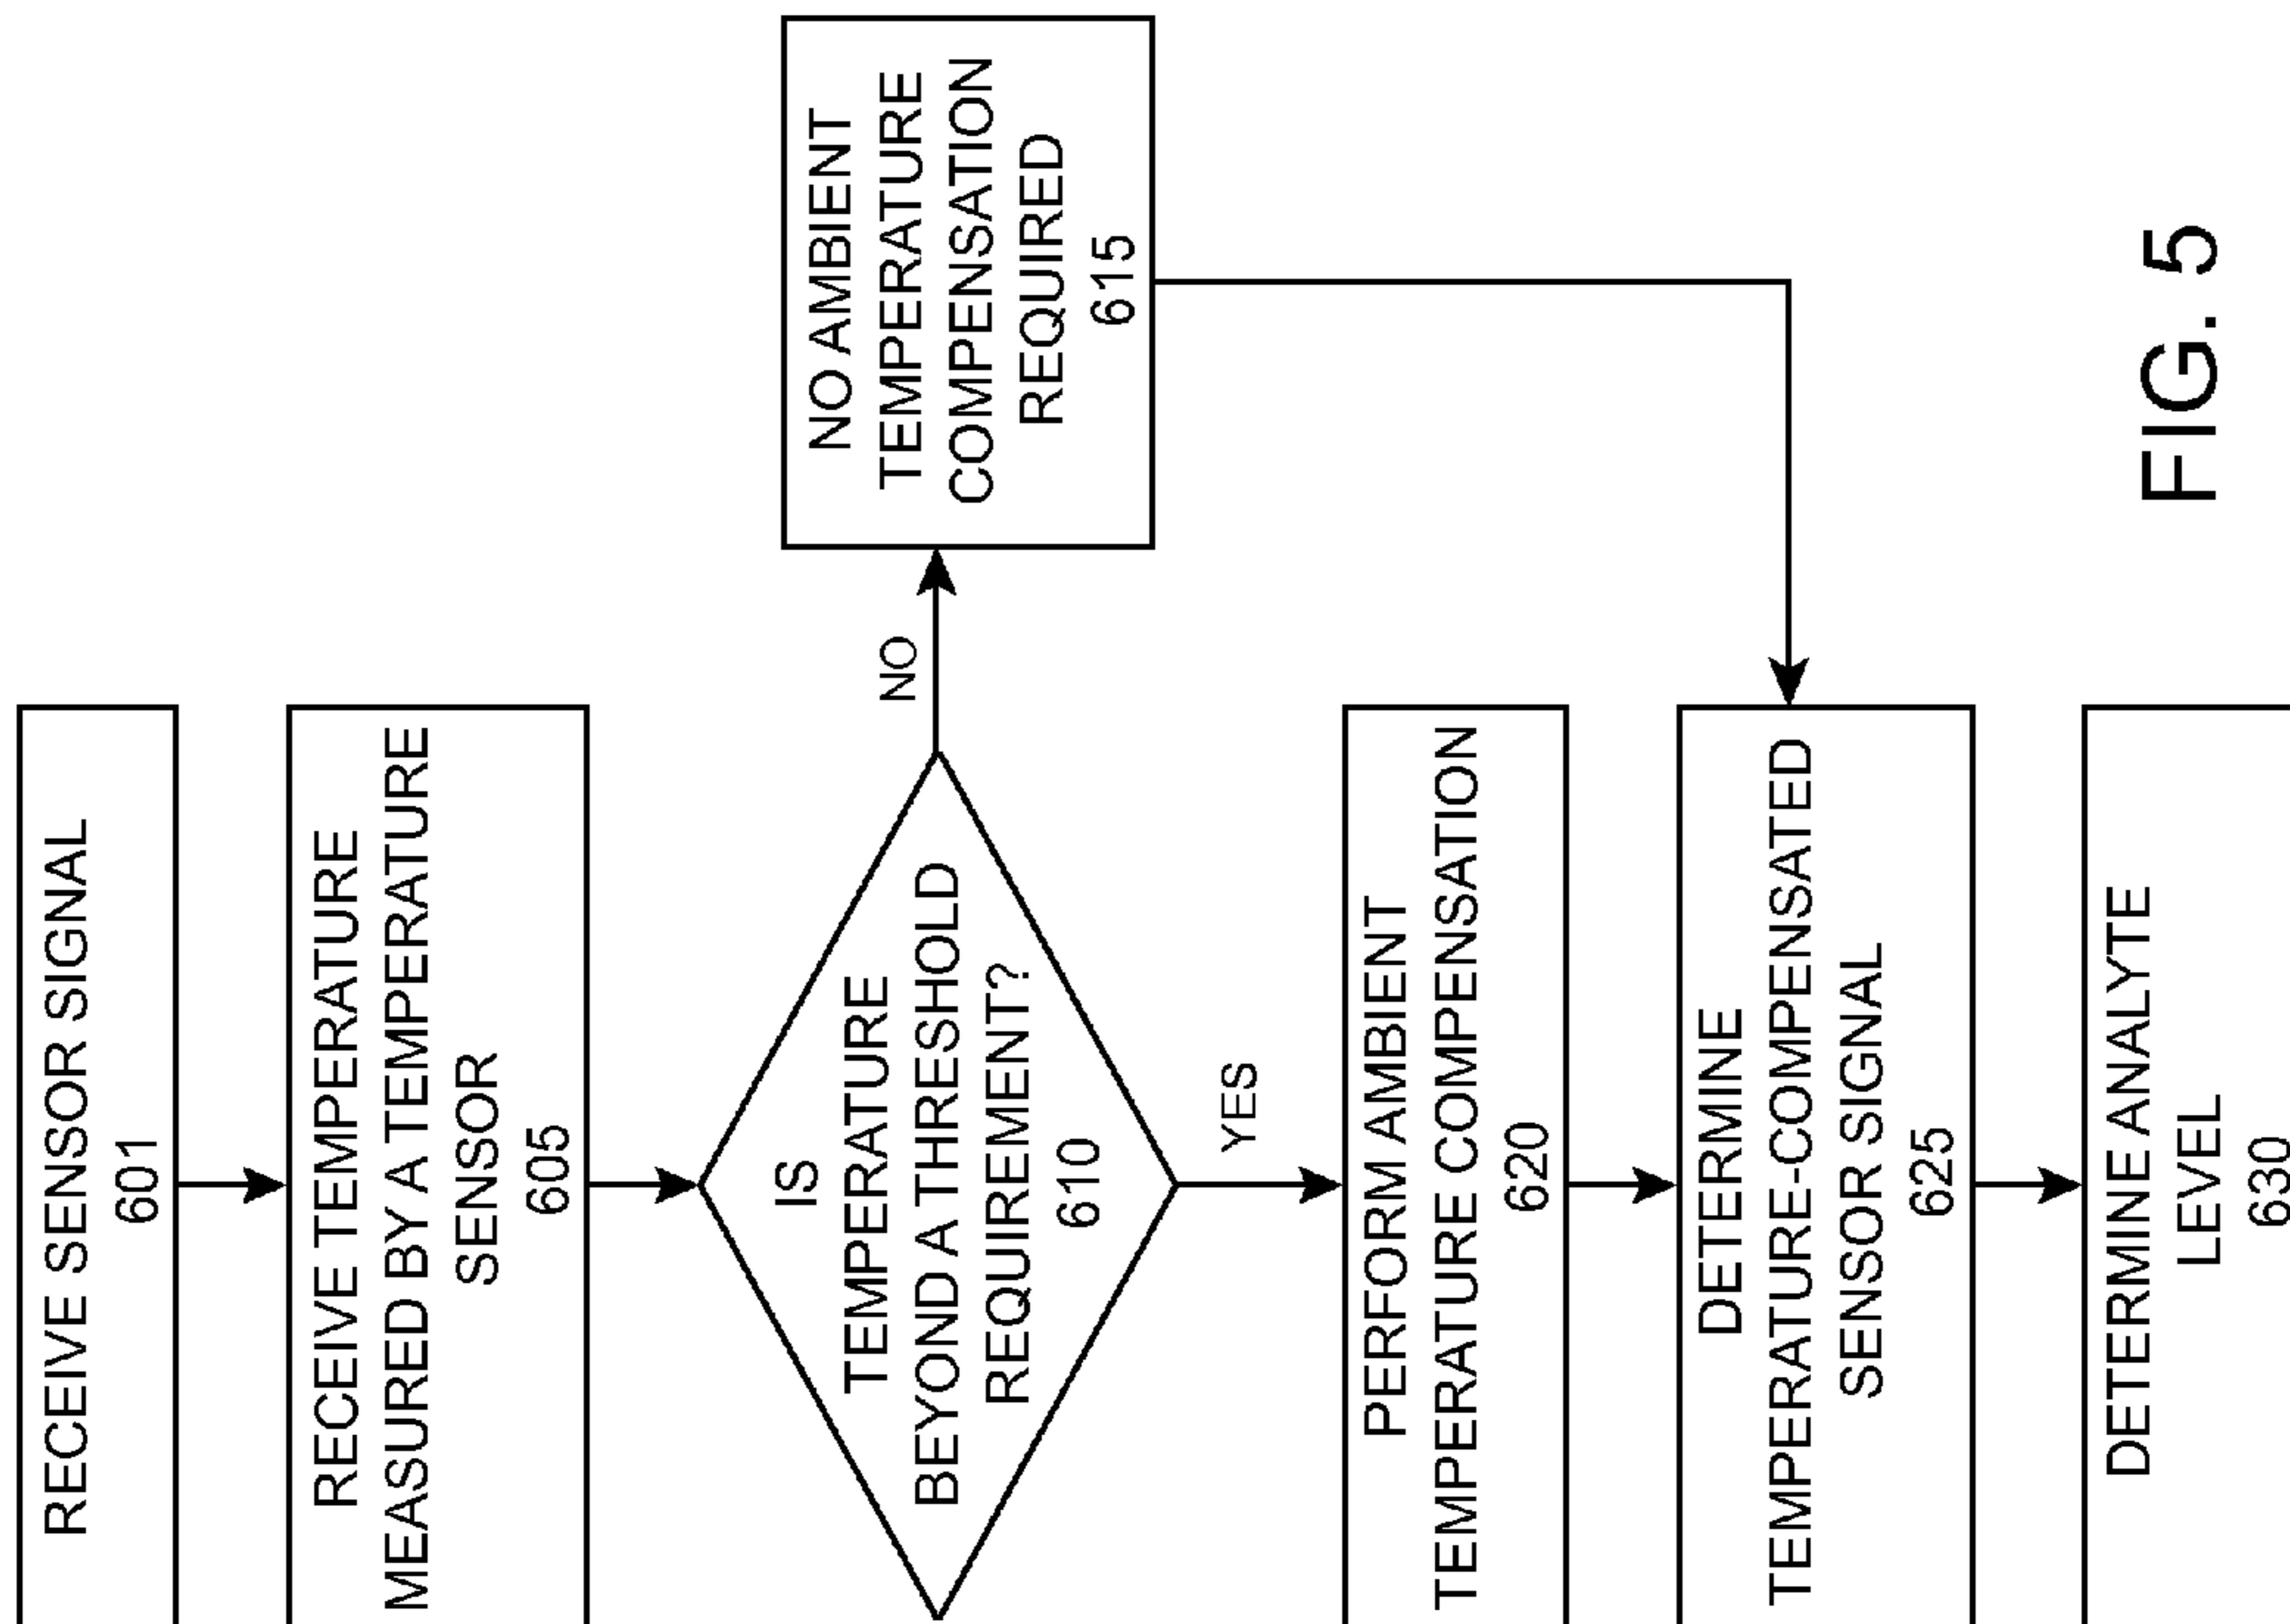 RECEIVE SENSOR SIGNAL
601
RECEIVE TEMPERATURE
MEASURED BY A TEMPERATURE
SENSOR
605
IS
TEMPERATURE
BEYOND A THRESHOLD
REQUIREMENT?
610
NO
NO AMBIENT
TEMPERATURE
COMPENSATION
REQUIRED
615
YES
PERFORM AMBIENT
TEMPERATURE COMPENSATION
620
DETERMINE
TEMPERATURE-COMPENSATED
SENSOR SIGNAL
625
DETERMINE ANALYTE
LEVEL
630
FIG. 5